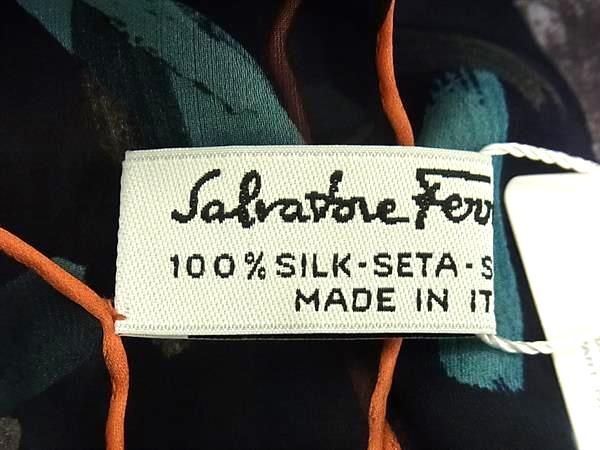 Salvatore Ferr
100% SILK-SETA-S
MADE IN IT